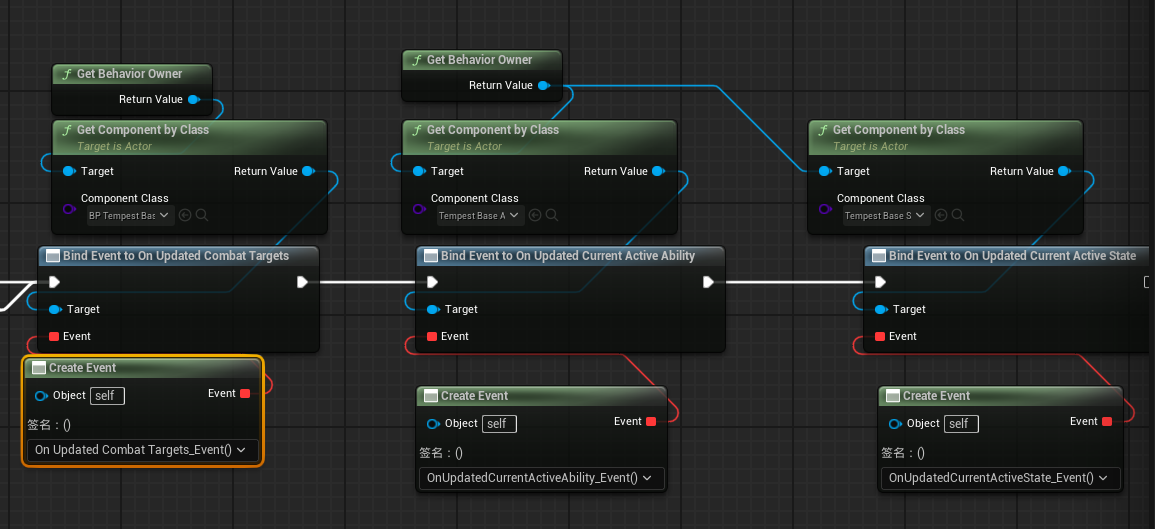 Get Behavior Owner
Return Value
Get Component by Class
Target is Actor
Target
Return Value
Component Class
BP Tempest Bas
Bind Event to On Updated Combat Targets
Target
Event
Create Event
Object
self
Event
签名：()
On Updated Combat Targets_Event()
Get Behavior Owner
Return Value
Get Component by Class
Target is Actor
Target
Return Value
Component Class
Tempest Base A
Bind Event to On Updated Current Active Ability
Target
Event
Create Event
Object
self
Event
签名：()
OnUpdatedCurrentActiveAbility_Event()
Get Component by Class
Target is Actor
Target
Return Value
Component Class
Tempest Base S
Bind Event to On Updated Current Active State
Target
Event
Create Event
Object
self
Event
签名：()
OnUpdatedCurrentActiveState_Event()